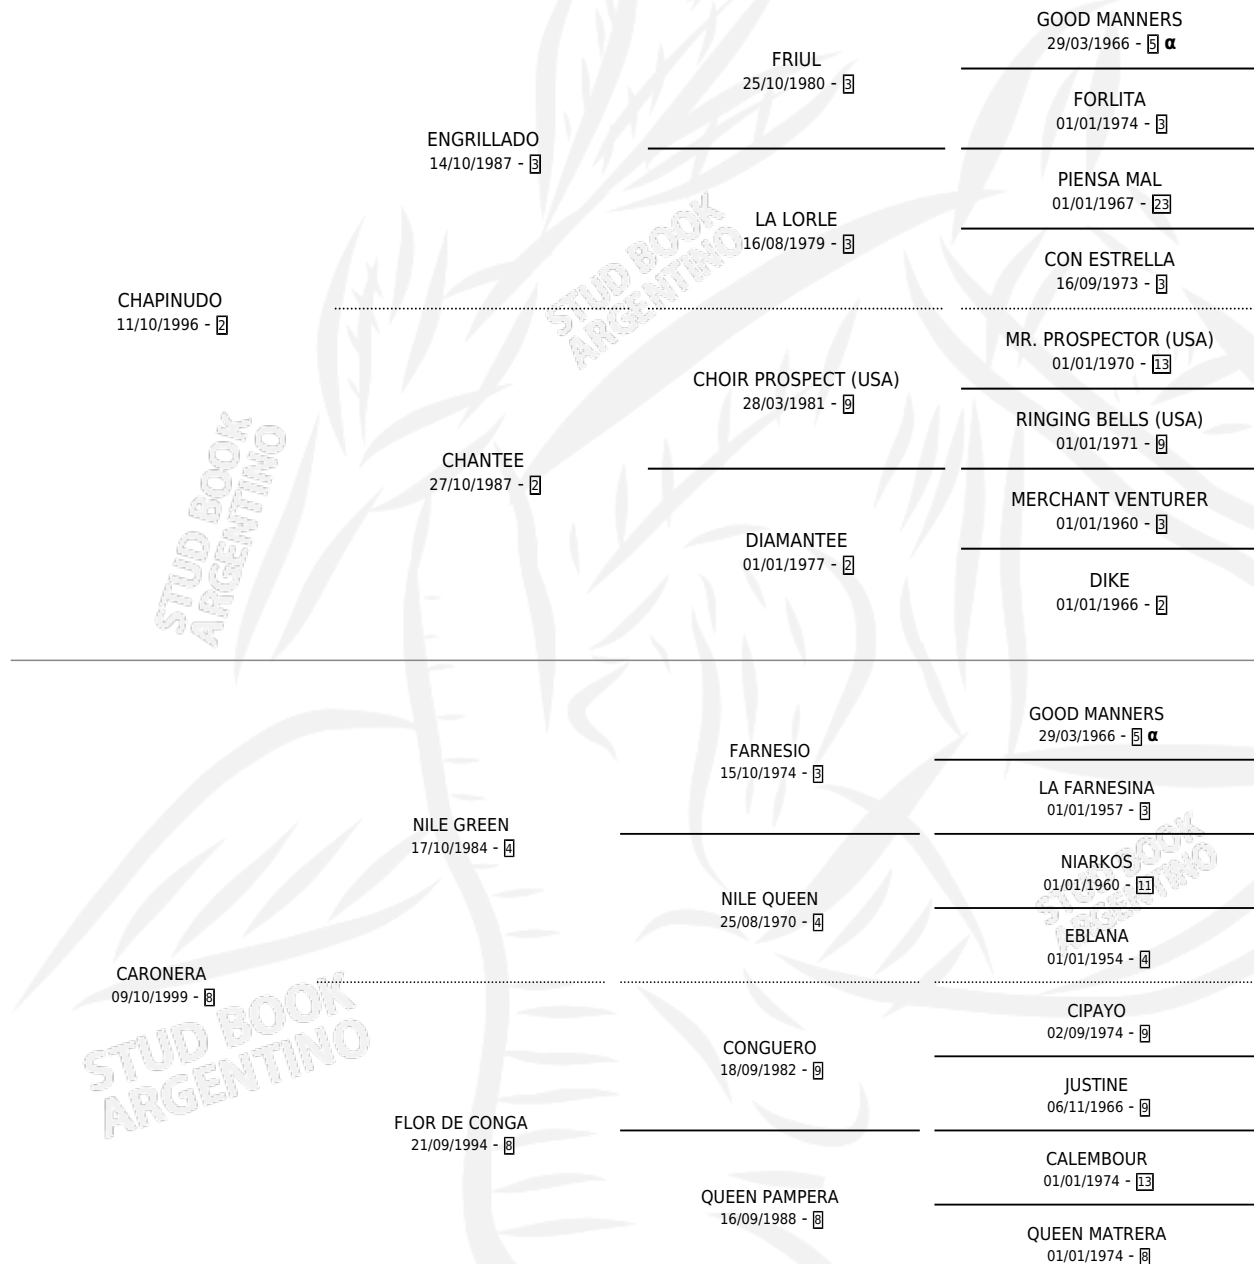 GOOD MANNERS
29/03/1966 - 5 α
FRIUL
25/10/1980 - 3
FORLITA
01/01/1974 - 3
ENGRILLADO
14/10/1987 - 3
PIENSA MAL
01/01/1967 - 23
LA LORLE
16/08/1979 - 3
CON ESTRELLA
16/09/1973 - 3
CHAPINUDO
11/10/1996 - 2
MR. PROSPECTOR (USA)
01/01/1970 - 13
CHOIR PROSPECT (USA)
28/03/1981 - 9
RINGING BELLS (USA)
01/01/1971 - 9
CHANTEE
27/10/1987 - 2
MERCHANT VENTURER
01/01/1960 - 3
DIAMANTEE
01/01/1977 - 2
DIKE
01/01/1966 - 2
STUD BOOK
ARGENTINO
STUD BOOK
ARGENTINO
GOOD MANNERS
29/03/1966 - 5 α
FARNESIO
15/10/1974 - 3
LA FARNESINA
01/01/1957 - 3
NILE GREEN
17/10/1984 - 4
NIARKOS
01/01/1960 - 11
NILE QUEEN
25/08/1970 - 4
EBLANA
01/01/1954 - 4
CARONERA
09/10/1999 - 8
CIPAYO
02/09/1974 - 9
CONGUERO
18/09/1982 - 9
JUSTINE
06/11/1966 - 9
FLOR DE CONGA
21/09/1994 - 8
CALEMBOUR
01/01/1974 - 13
QUEEN PAMPERA
16/09/1988 - 8
QUEEN MATRERA
01/01/1974 - 8
STUD BOOK
ARGENTINO
STUD BOOK
ARGENTINO